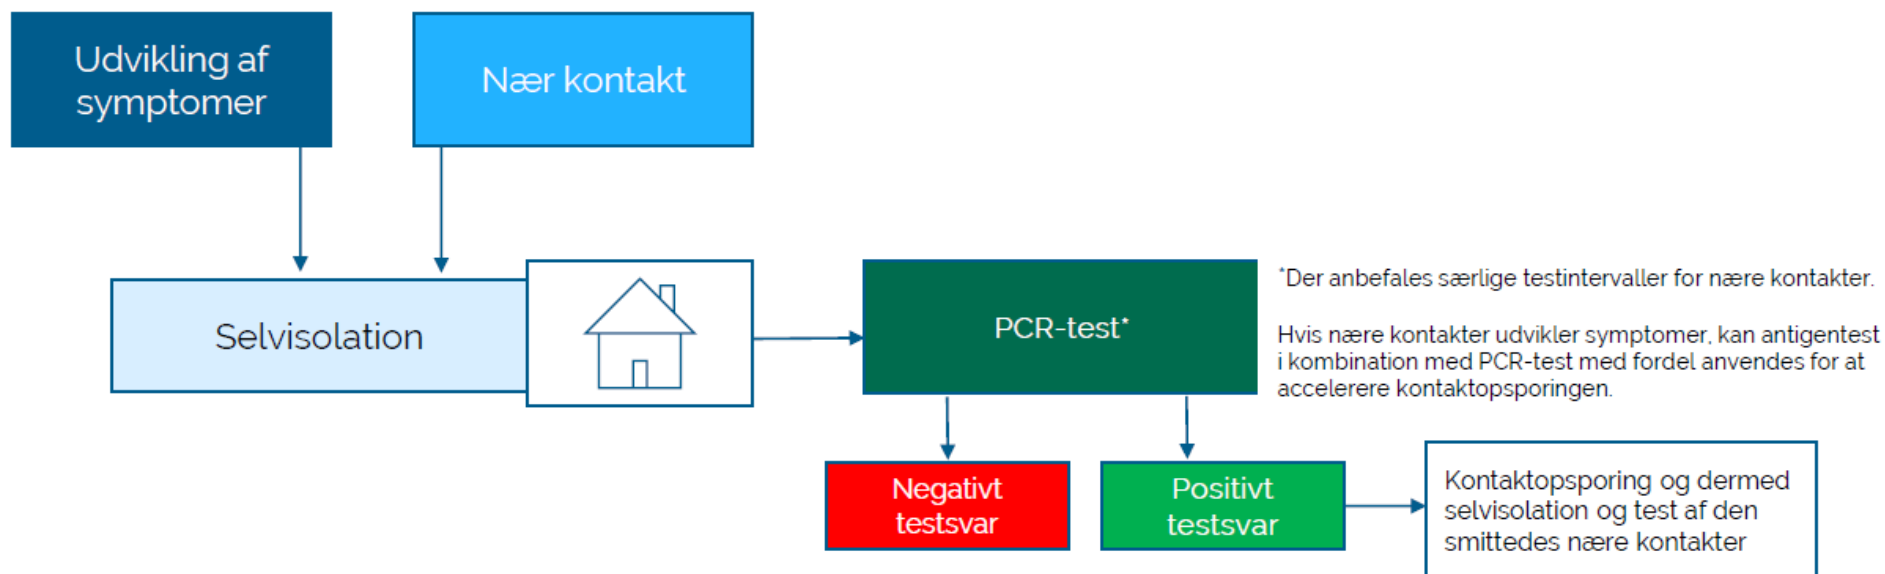 Udvikling af
symptomer
Nær kontakt
Selvisolation
PCR-test*
*Der anbefales særlige testintervaller for nære kontakter.
Hvis nære kontakter udvikler symptomer, kan antigentest
i kombination med PCR-test med fordel anvendes for at
accelerere kontaktopsporingen.
Negativt
testsvar
Positivt
testsvar
Kontaktopsporing og dermed
selvisolation og test af den
smittedes nære kontakter